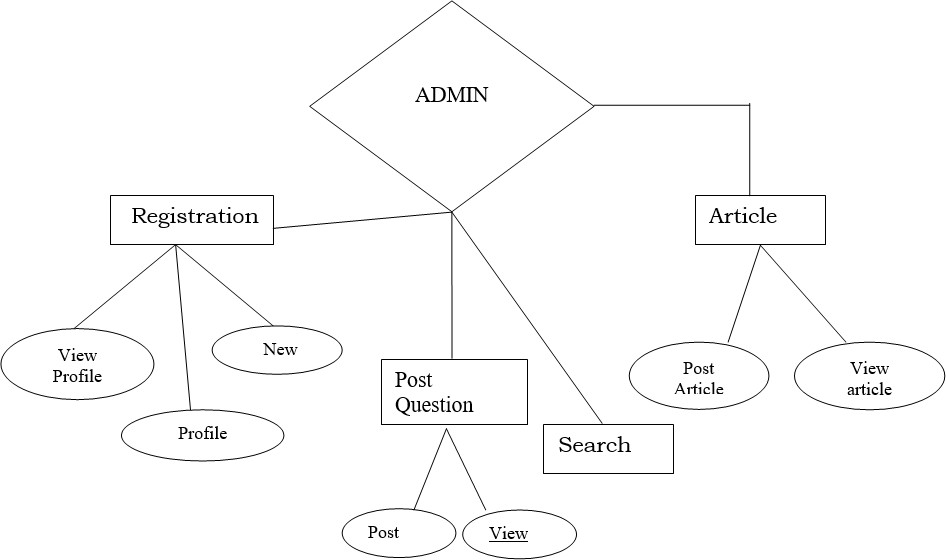 ADMIN
Registration
Article
View
Profile
New
Profile
Post
Question
Search
Post
Article
View
article
Post
View